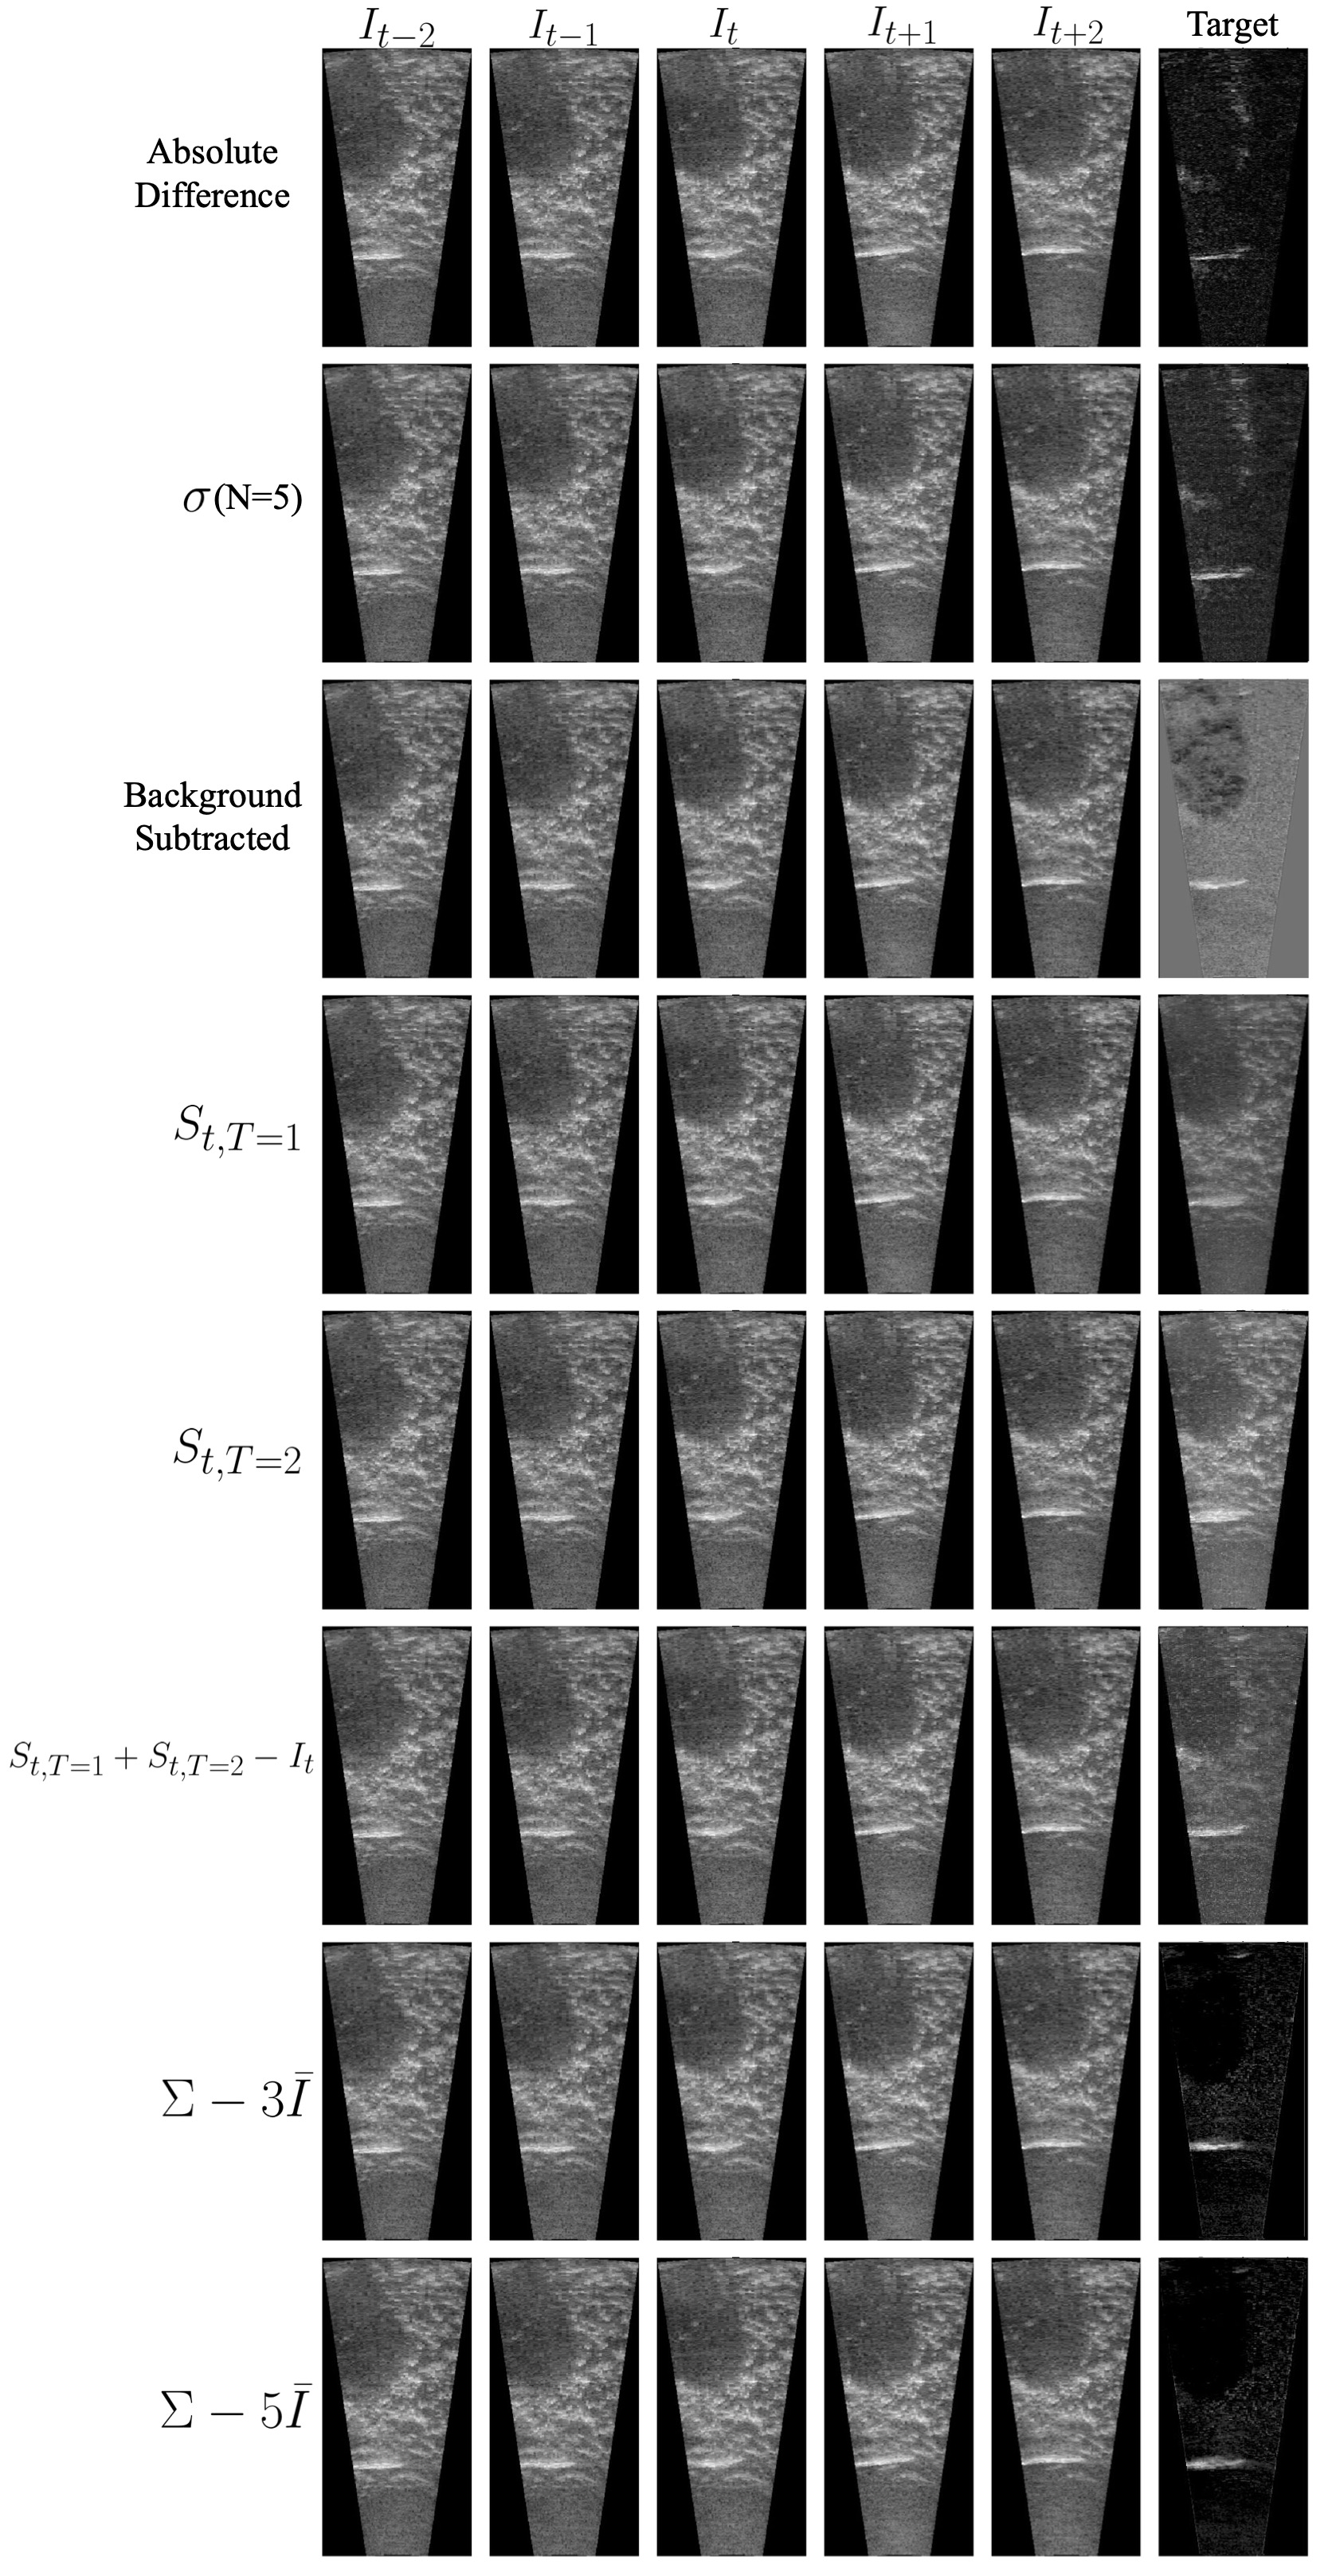 I_{t-2} I_{t-1} I_t I_{t+1} I_{t+2} Target
Absolute
Difference
σ(N=5)
Background
Subtracted
S_{t,T=1}
S_{t,T=2}
S_{t,T=1} + S_{t,T=2} − I_t
Σ − 3Ī
Σ − 5Ī